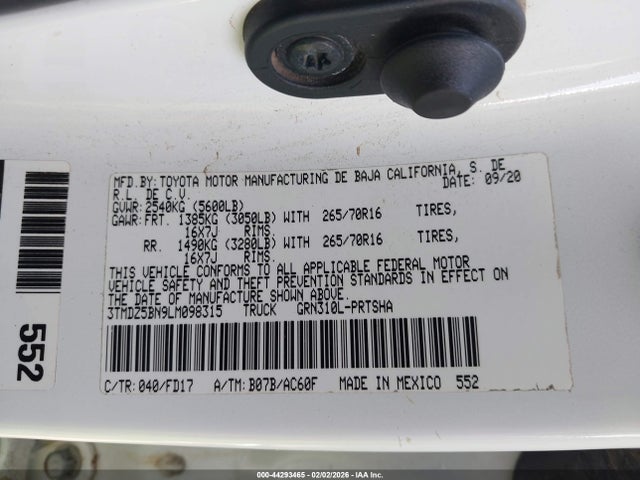 MFD.BY:TOYOTA MOTOR MANUFACTURING DE BAJA CALIFORNIA, S. DE
R.L. DE C.V. DATE: 09/20
GVWR:2540KG (5600LB)
GAWR:FRT. 1385KG (3050LB) WITH 265/70R16 TIRES,
16X7J RIMS.
RR. 1490KG (3280LB) WITH 265/70R16 TIRES,
16X7J RIMS.
THIS VEHICLE CONFORMS TO ALL APPLICABLE FEDERAL MOTOR
VEHICLE SAFETY AND THEFT PREVENTION STANDARDS IN EFFECT ON
THE DATE OF MANUFACTURE SHOWN ABOVE.
3TMDZ5BN9LM098315 TRUCK GRN310L-PRTSHA
C/TR:040/FD17 A/TM:B07B/AC60F MADE IN MEXICO 552
552
000-44293465 - 02/02/2026 - IAA/PFS